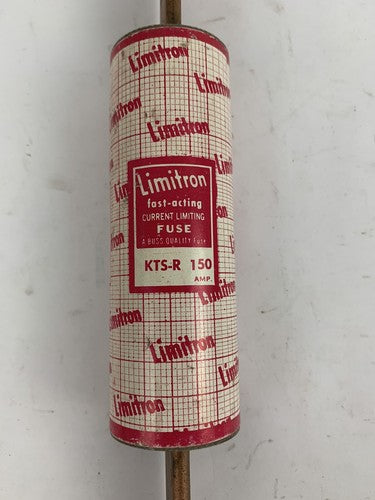 Limitron
Limitron
Limitron
Limitron
fast-acting
CURRENT LIMITING
FUSE
A BUSS QUALITY Fuse
KTS-R 150
AMP.
Limitron
Limitron
Limitron
Limitron